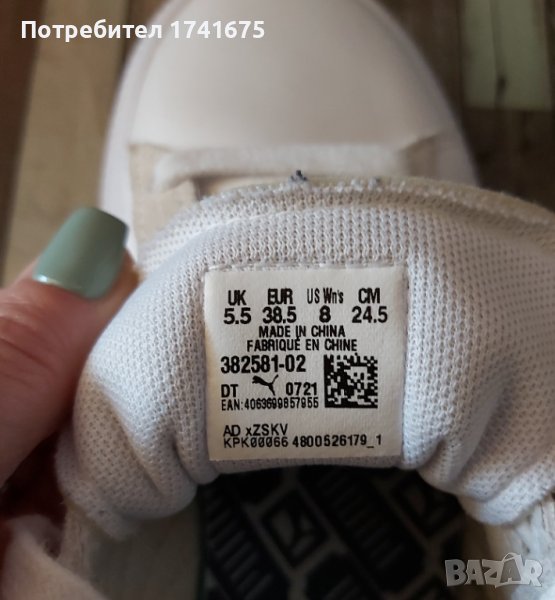 Потребител 1741675
UK EUR US Wn's CM
5.5 38.5 8 24.5
MADE IN CHINA
FABRIQUÉ EN CHINE
382581-02
DT 0721
EAN:4063699857955
AD xZSKV
KPK00066 4800526179_1
BAZAR